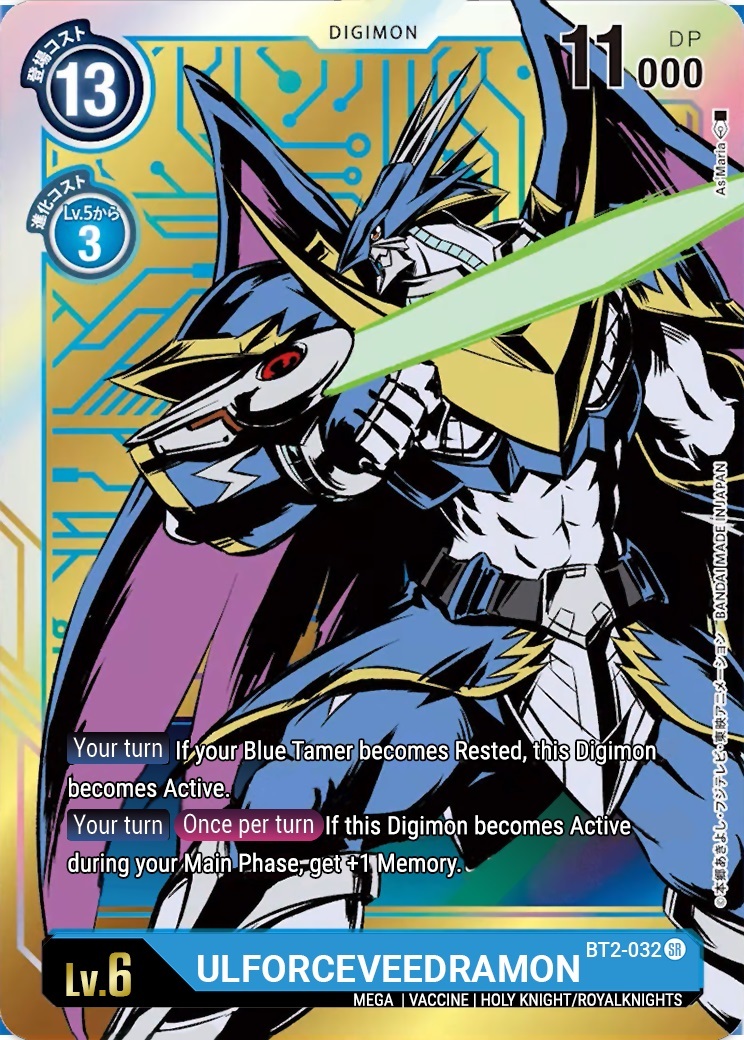 DIGIMON
登場コスト
13
11000
DP
進化コスト
Lv.5から
3
As'Maria
Your turn If your Blue Tamer becomes Rested, this Digimon
becomes Active.
Your turn Once per turn If this Digimon becomes Active
during your Main Phase, get +1 Memory.
©本郷あきよし・フジテレビ・東映アニメーション BANDAI MADE IN JAPAN
Lv.6
ULFORCEVEEDRAMON
BT2-032 SR
MEGA | VACCINE | HOLY KNIGHT/ROYALKNIGHTS